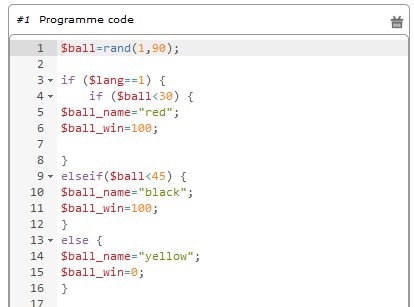 #1 Programme code
1 $ball=rand(1,90);
2
3 if ($lang==1) {
4     if ($ball<30) {
5 $ball_name="red";
6 $ball_win=100;
7
8 }
9 elseif($ball<45) {
10 $ball_name="black";
11 $ball_win=100;
12 }
13 else {
14 $ball_name="yellow";
15 $ball_win=0;
16 }
17